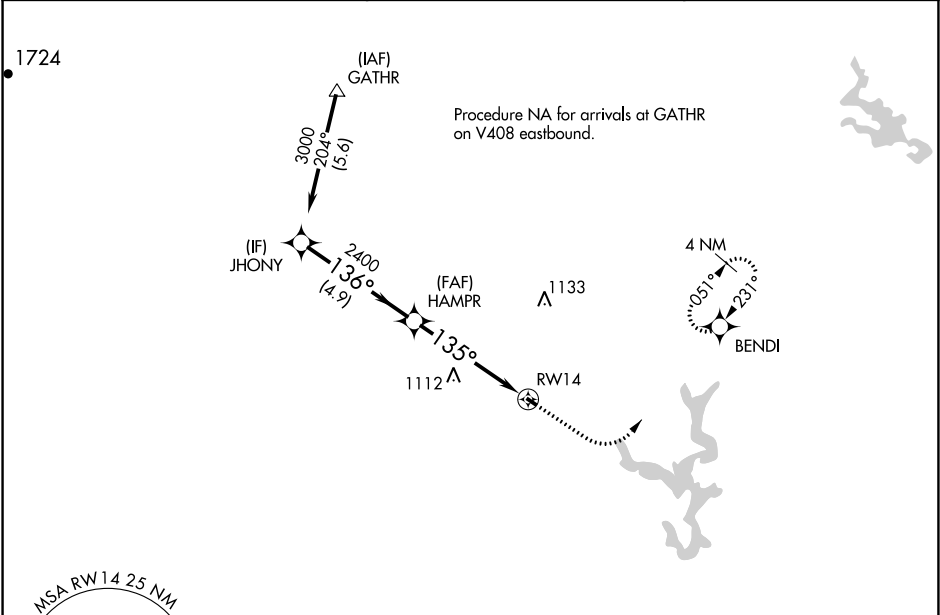 1724
(IAF)
GATHR
Procedure NA for arrivals at GATHR
on V408 eastbound.
3000
204°
(5.6)
(IF)
JHONY
2400
136°
(4.9)
(FAF)
HAMPR
1133
4 NM
051°
231°
BENDI
135°
1112
RW14
MSA RW14 25 NM